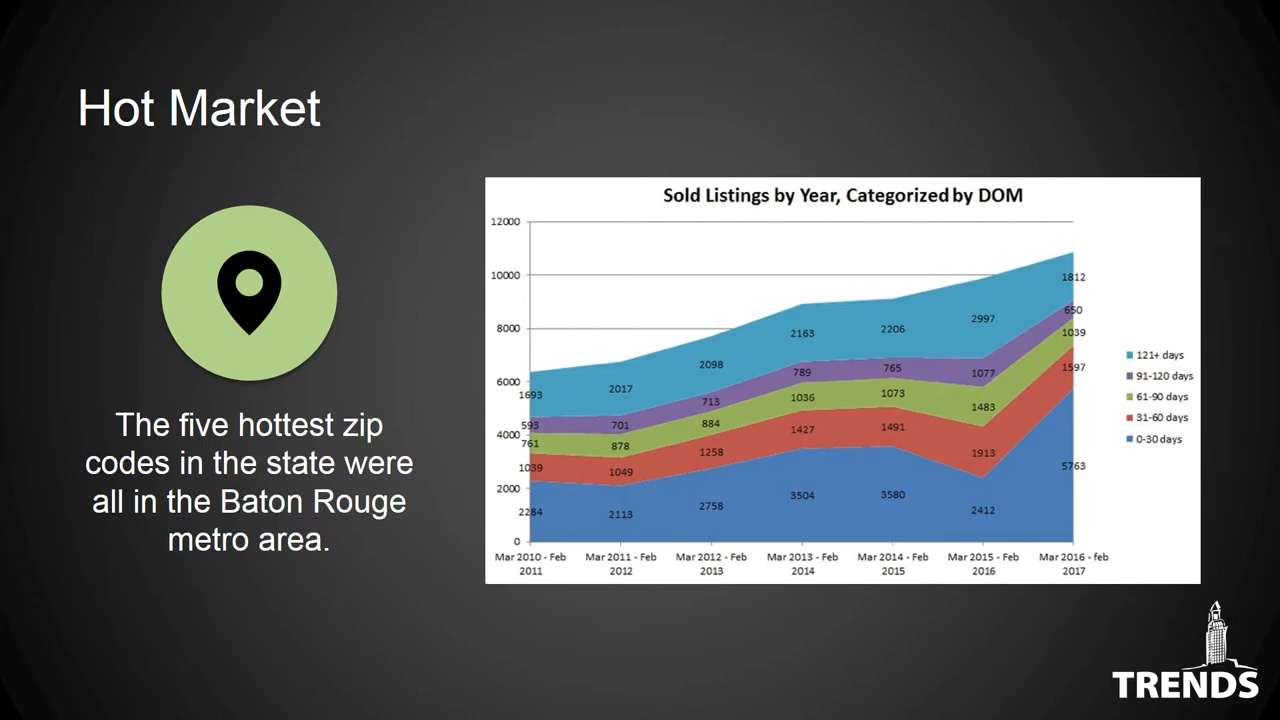 Hot Market
The five hottest zip
codes in the state were
all in the Baton Rouge
metro area.
Sold Listings by Year, Categorized by DOM
12000
10000
8000
6000
4000
2000
0
1693
2017
2098
2163
2206
2997
1812
593
701
713
789
765
1077
650
761
878
884
1036
1073
1483
1039
1039
1049
1258
1427
1491
1913
1597
2284
2113
2758
3504
3580
2412
5763
Mar 2010 - Feb
2011
Mar 2011 - Feb
2012
Mar 2012 - Feb
2013
Mar 2013 - Feb
2014
Mar 2014 - Feb
2015
Mar 2015 - Feb
2016
Mar 2016 - feb
2017
121+ days
91-120 days
61-90 days
31-60 days
0-30 days
TRENDS